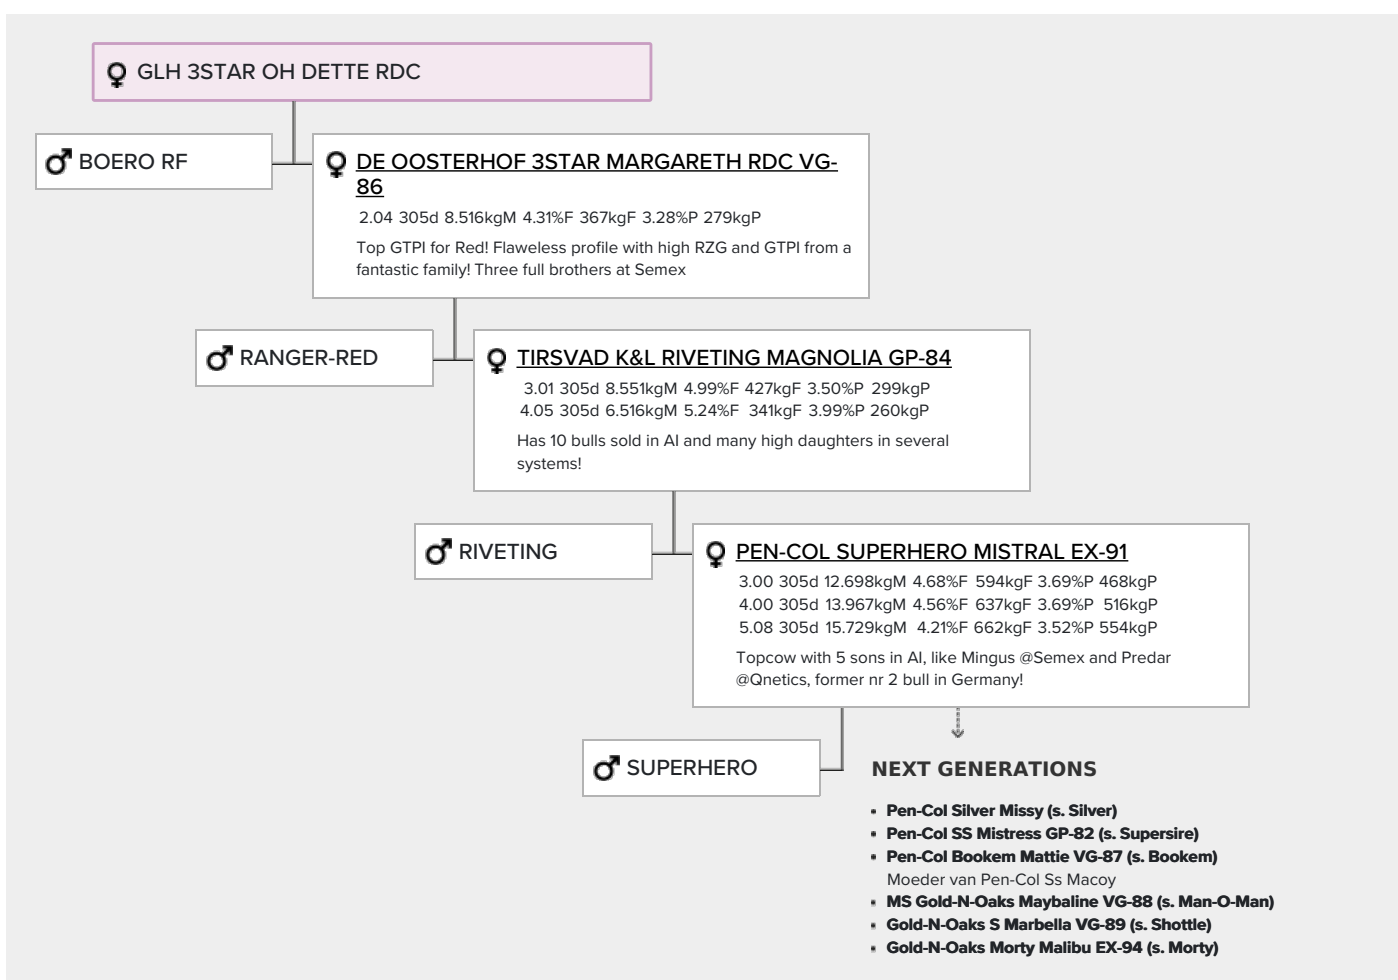 GLH 3STAR OH DETTE RDC
BOERO RF
DE OOSTERHOF 3STAR MARGARETH RDC VG-
86
2.04 305d 8.516kgM 4.31%F 367kgF 3.28%P 279kgP
Top GTPI for Red! Flaweless profile with high RZG and GTPI from a
fantastic family! Three full brothers at Semex
RANGER-RED
TIRSVAD K&L RIVETING MAGNOLIA GP-84
3.01 305d 8.551kgM 4.99%F 427kgF 3.50%P 299kgP
4.05 305d 6.516kgM 5.24%F 341kgF 3.99%P 260kgP
Has 10 bulls sold in AI and many high daughters in several
systems!
RIVETING
PEN-COL SUPERHERO MISTRAL EX-91
3.00 305d 12.698kgM 4.68%F 594kgF 3.69%P 468kgP
4.00 305d 13.967kgM 4.56%F 637kgF 3.69%P 516kgP
5.08 305d 15.729kgM 4.21%F 662kgF 3.52%P 554kgP
Topcow with 5 sons in AI, like Mingus @Semex and Predar
@Qnetics, former nr 2 bull in Germany!
SUPERHERO
NEXT GENERATIONS
Pen-Col Silver Missy (s. Silver)
Pen-Col SS Mistress GP-82 (s. Supersire)
Pen-Col Bookem Mattie VG-87 (s. Bookem)
Moeder van Pen-Col Ss Macoy
MS Gold-N-Oaks Maybaline VG-88 (s. Man-O-Man)
Gold-N-Oaks S Marbella VG-89 (s. Shottle)
Gold-N-Oaks Morty Malibu EX-94 (s. Morty)